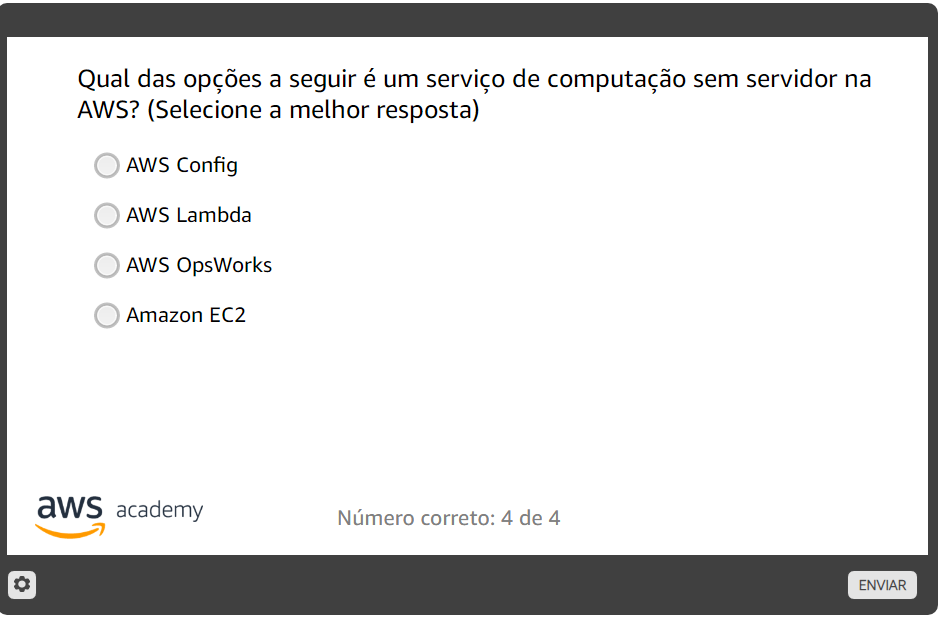 Qual das opções a seguir é um serviço de computação sem servidor na
AWS? (Selecione a melhor resposta)
AWS Config
AWS Lambda
AWS OpsWorks
Amazon EC2
aws academy
Número correto: 4 de 4
ENVIAR